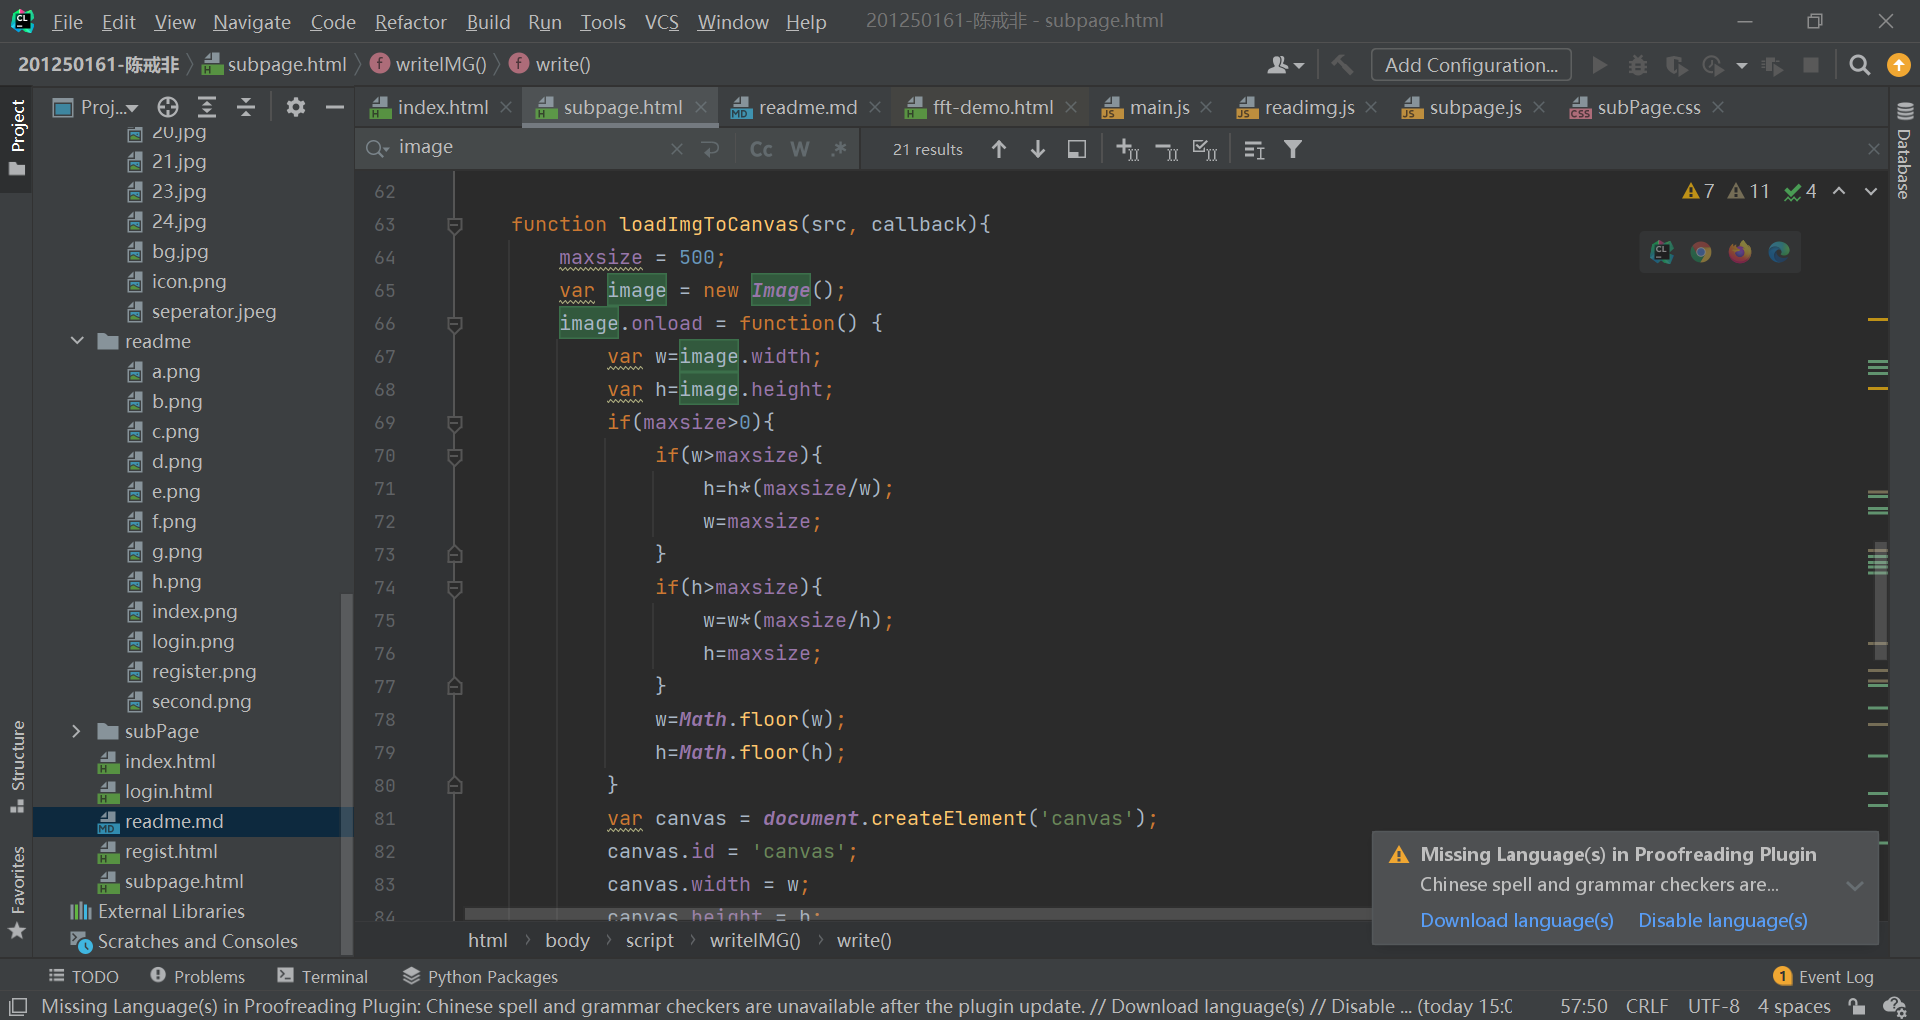 File Edit View Navigate Code Refactor Build Run Tools VCS Window Help 201250161-陈戒非 - subpage.html
201250161-陈戒非 subpage.html writeIMG() write() Add Configuration...
Proj... index.html subpage.html readme.md fft-demo.html main.js readimg.js subpage.js subPage.css
image Cc W .* 21 results
Project
Structure
Favorites
Database
20.jpg
21.jpg
23.jpg
24.jpg
bg.jpg
icon.png
seperator.jpeg
readme
a.png
b.png
c.png
d.png
e.png
f.png
g.png
h.png
index.png
login.png
register.png
second.png
subPage
index.html
login.html
readme.md
regist.html
subpage.html
External Libraries
Scratches and Consoles
7 11 4
62
63 function loadImgToCanvas(src, callback){
64 maxsize = 500;
65 var image = new Image();
66 image.onload = function() {
67 var w=image.width;
68 var h=image.height;
69 if(maxsize>0){
70 if(w>maxsize){
71 h=h*(maxsize/w);
72 w=maxsize;
73 }
74 if(h>maxsize){
75 w=w*(maxsize/h);
76 h=maxsize;
77 }
78 w=Math.floor(w);
79 h=Math.floor(h);
80 }
81 var canvas = document.createElement('canvas');
82 canvas.id = 'canvas';
83 canvas.width = w;
84 canvas.height = h;
Missing Language(s) in Proofreading Plugin
Chinese spell and grammar checkers are...
Download language(s) Disable language(s)
html body script writeIMG() write()
TODO Problems Terminal Python Packages 1 Event Log
Missing Language(s) in Proofreading Plugin: Chinese spell and grammar checkers are unavailable after the plugin update. // Download language(s) // Disable ... (today 15:0 57:50 CRLF UTF-8 4 spaces